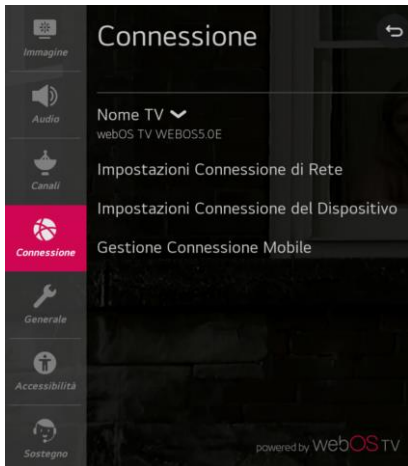 Immagine
Audio
Canali
Connessione
Generale
Accessibilità
Sostegno
Connessione
Nome TV
webOS TV WEBOS5.0E
Impostazioni Connessione di Rete
Impostazioni Connessione del Dispositivo
Gestione Connessione Mobile
powered by webOS TV